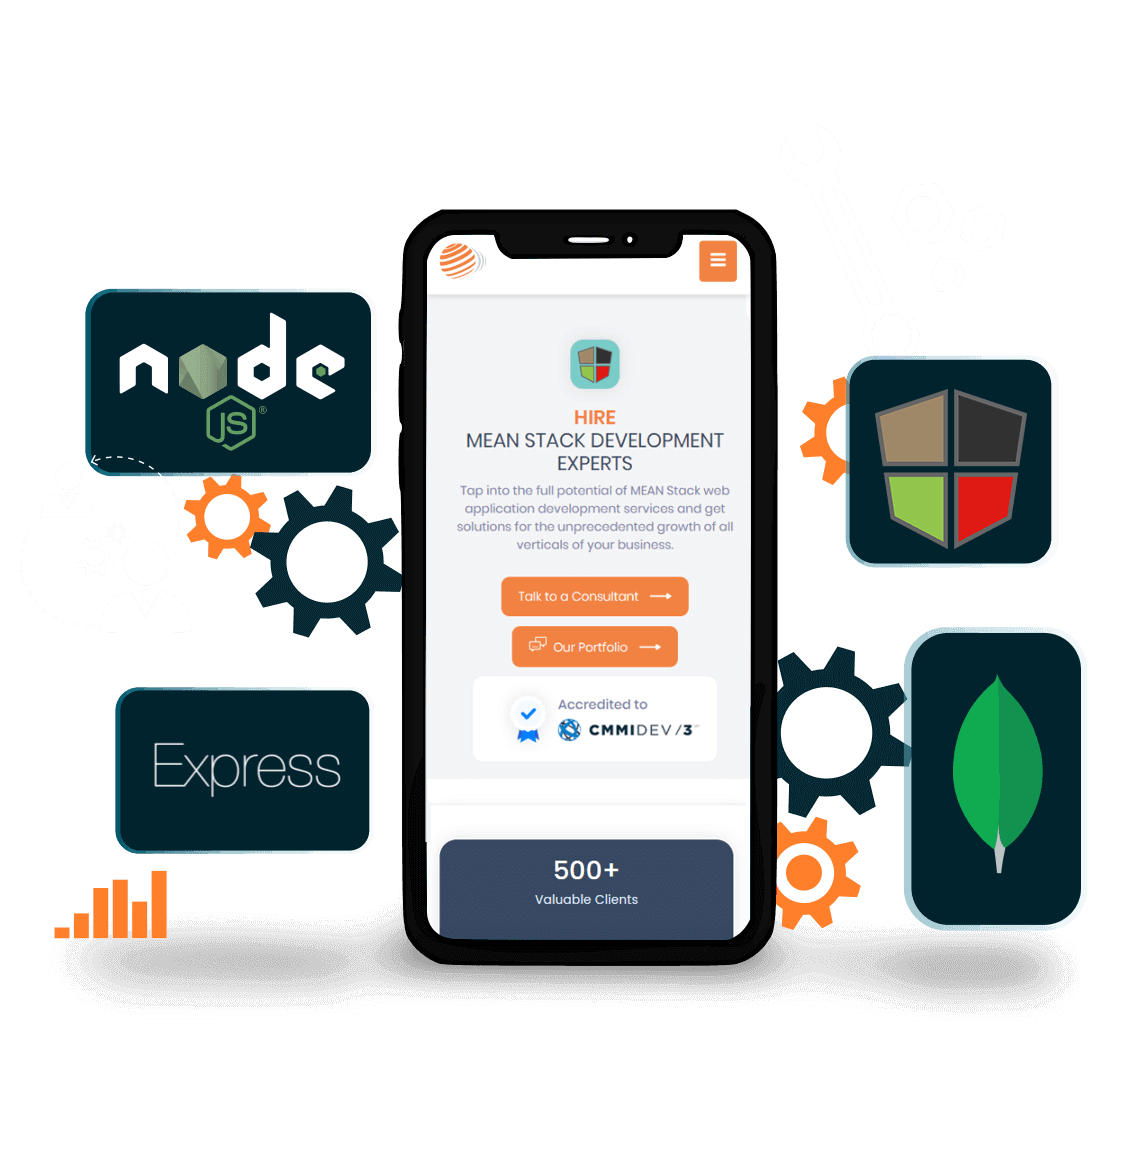 node
JS®
Express
HIRE
MEAN STACK DEVELOPMENT
EXPERTS
Tap into the full potential of MEAN Stack web
application development services and get
solutions for the unprecedented growth of all
verticals of your business.
Talk to a Consultant
Our Portfolio
Accredited to
CMMIDEV/3
500+
Valuable Clients